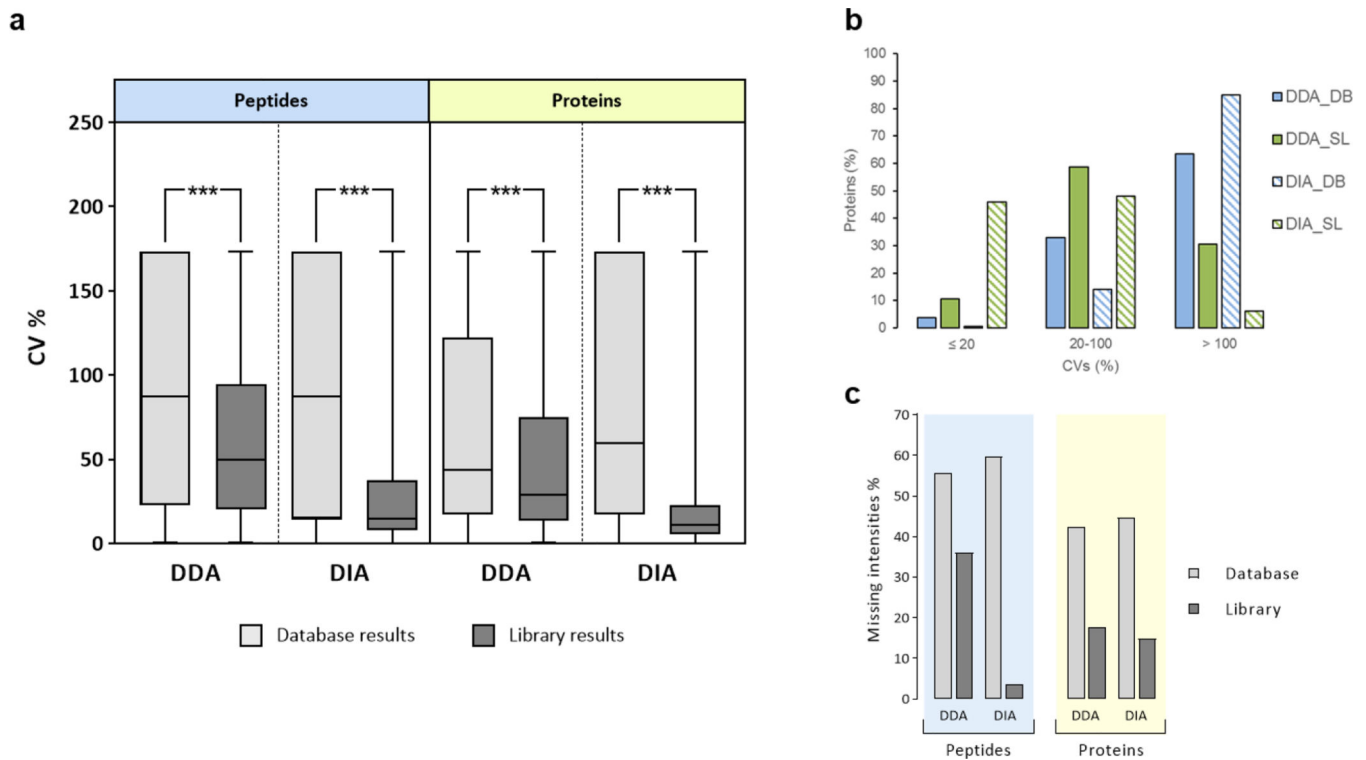 a
Peptides
Proteins
250
200
150
100
50
0
CV %
***
***
***
***
DDA
DIA
DDA
DIA
Database results
Library results
b
100
90
80
70
60
50
40
30
20
10
0
Proteins (%)
≤ 20
20-100
> 100
CVs (%)
DDA_DB
DDA_SL
DIA_DB
DIA_SL
c
70
60
50
40
30
20
10
0
Missing intensities %
DDA
DIA
DDA
DIA
Peptides
Proteins
Database
Library